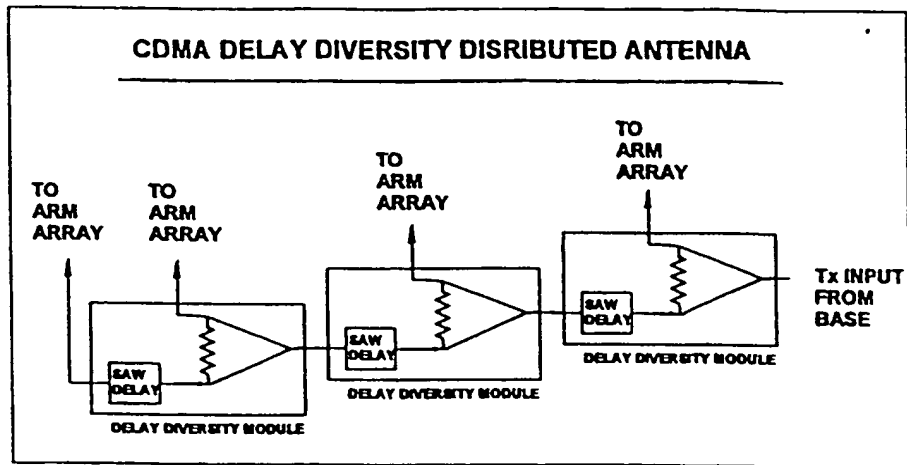 CDMA DELAY DIVERSITY DISRIBUTED ANTENNA
TO
ARM
ARRAY
TO
ARM
ARRAY
TO
ARM
ARRAY
TO
ARM
ARRAY
Tx INPUT
FROM
BASE
SAW
DELAY
SAW
DELAY
SAW
DELAY
DELAY DIVERSITY MODULE
DELAY DIVERSITY MODULE
DELAY DIVERSITY MODULE